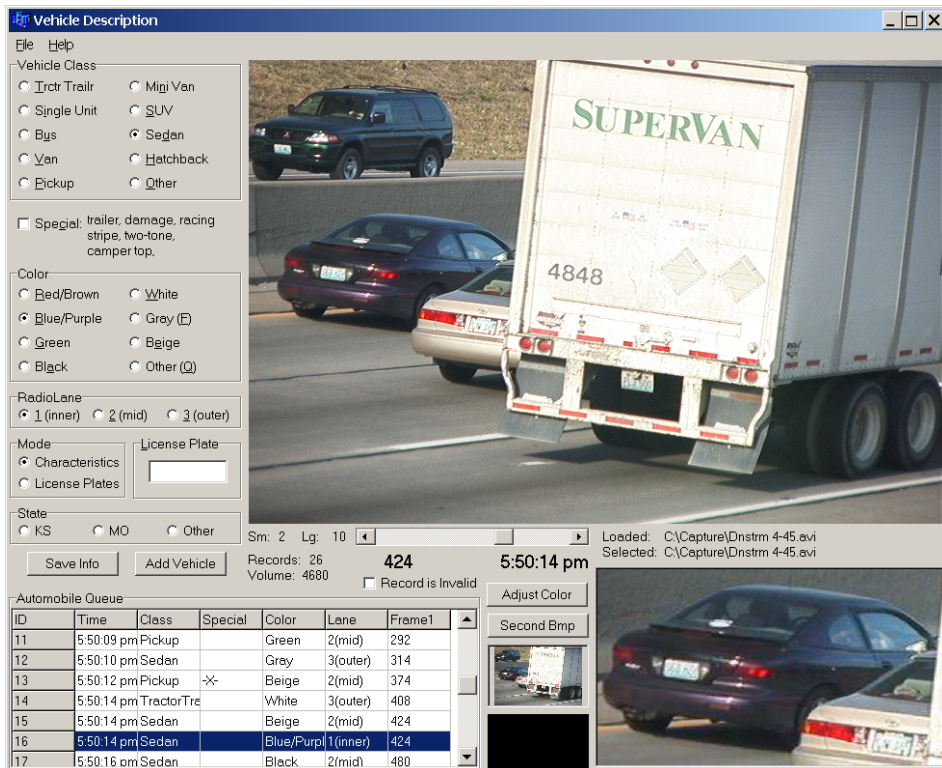 Vehicle Description
File Help
Vehicle Class
Trctr Trailr Mini Van
Single Unit SUV
Bus Sedan
Van Hatchback
Pickup Other
Special: trailer, damage, racing
stripe, two-tone,
camper top,
Color
Red/Brown White
Blue/Purple Gray (F)
Green Beige
Black Other (Q)
RadioLane
1 (inner) 2 (mid) 3 (outer)
Mode
Characteristics
License Plates
License Plate
State
KS MO Other
Save Info Add Vehicle
SUPERVAN
4848
Sm: 2 Lg: 10
Records: 26 424 5:50:14 pm
Volume: 4680 Record is Invalid
Loaded: C:\Capture\Dnstrm 4-45.avi
Selected: C:\Capture\Dnstrm 4-45.avi
Adjust Color
Second Bmp
Automobile Queue
ID Time Class Special Color Lane Frame1
11 5:50:09 pm Pickup Green 2(mid) 292
12 5:50:10 pm Sedan Gray 3(outer) 314
13 5:50:12 pm Pickup -X- Beige 2(mid) 374
14 5:50:14 pm TractorTra White 3(outer) 408
15 5:50:14 pm Sedan Beige 2(mid) 424
16 5:50:14 pm Sedan Blue/Purpl 1(inner) 424
17 5:50:16 pm Sedan Black 2(mid) 480